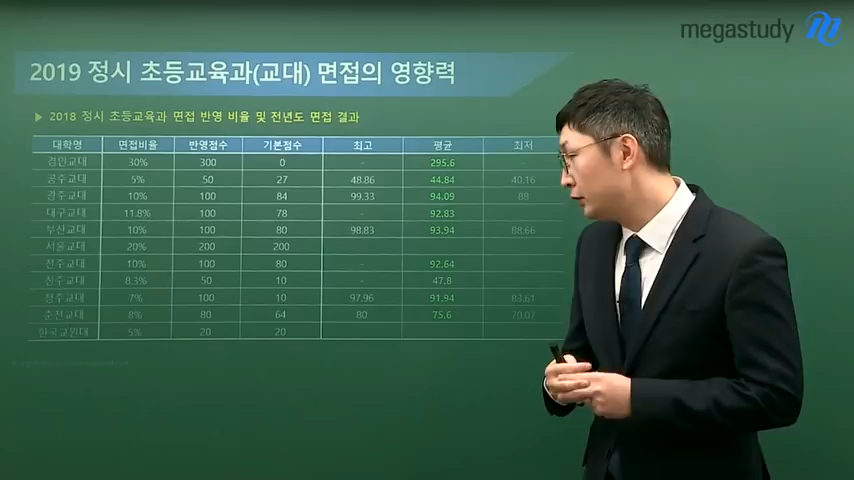 megastudy
2019 정시 초등교육과(교대) 면접의 영향력
▶ 2018 정시 초등교육과 면접 반영 비율 및 전년도 면접 결과
대학명 면접비율 반영점수 기본점수 최고 평균 최저
경인교대 30% 300 0 - 295.6 -
공주교대 5% 50 27 48.86 44.84 40.16
광주교대 10% 100 84 99.33 94.09 88
대구교대 11.8% 100 78 - 92.83
부산교대 10% 100 80 98.83 93.94 88.66
서울교대 20% 200 200
전주교대 10% 100 80 - 92.64
진주교대 8.3% 50 10 - 47.8
청주교대 7% 100 10 97.96 91.94 83.61
춘천교대 8% 80 64 80 75.6 70.07
한국교원대 5% 20 20